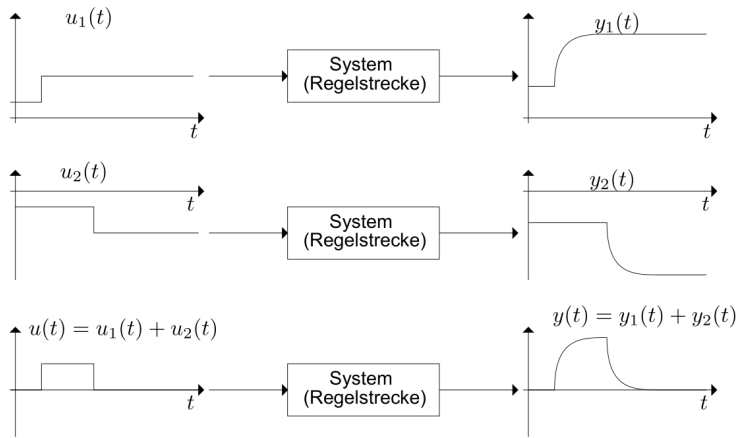 u₁(t)
System
(Regelstrecke)
y₁(t)
t
t
u₂(t)
System
(Regelstrecke)
y₂(t)
t
t
u(t) = u₁(t) + u₂(t)
System
(Regelstrecke)
y(t) = y₁(t) + y₂(t)
t
t